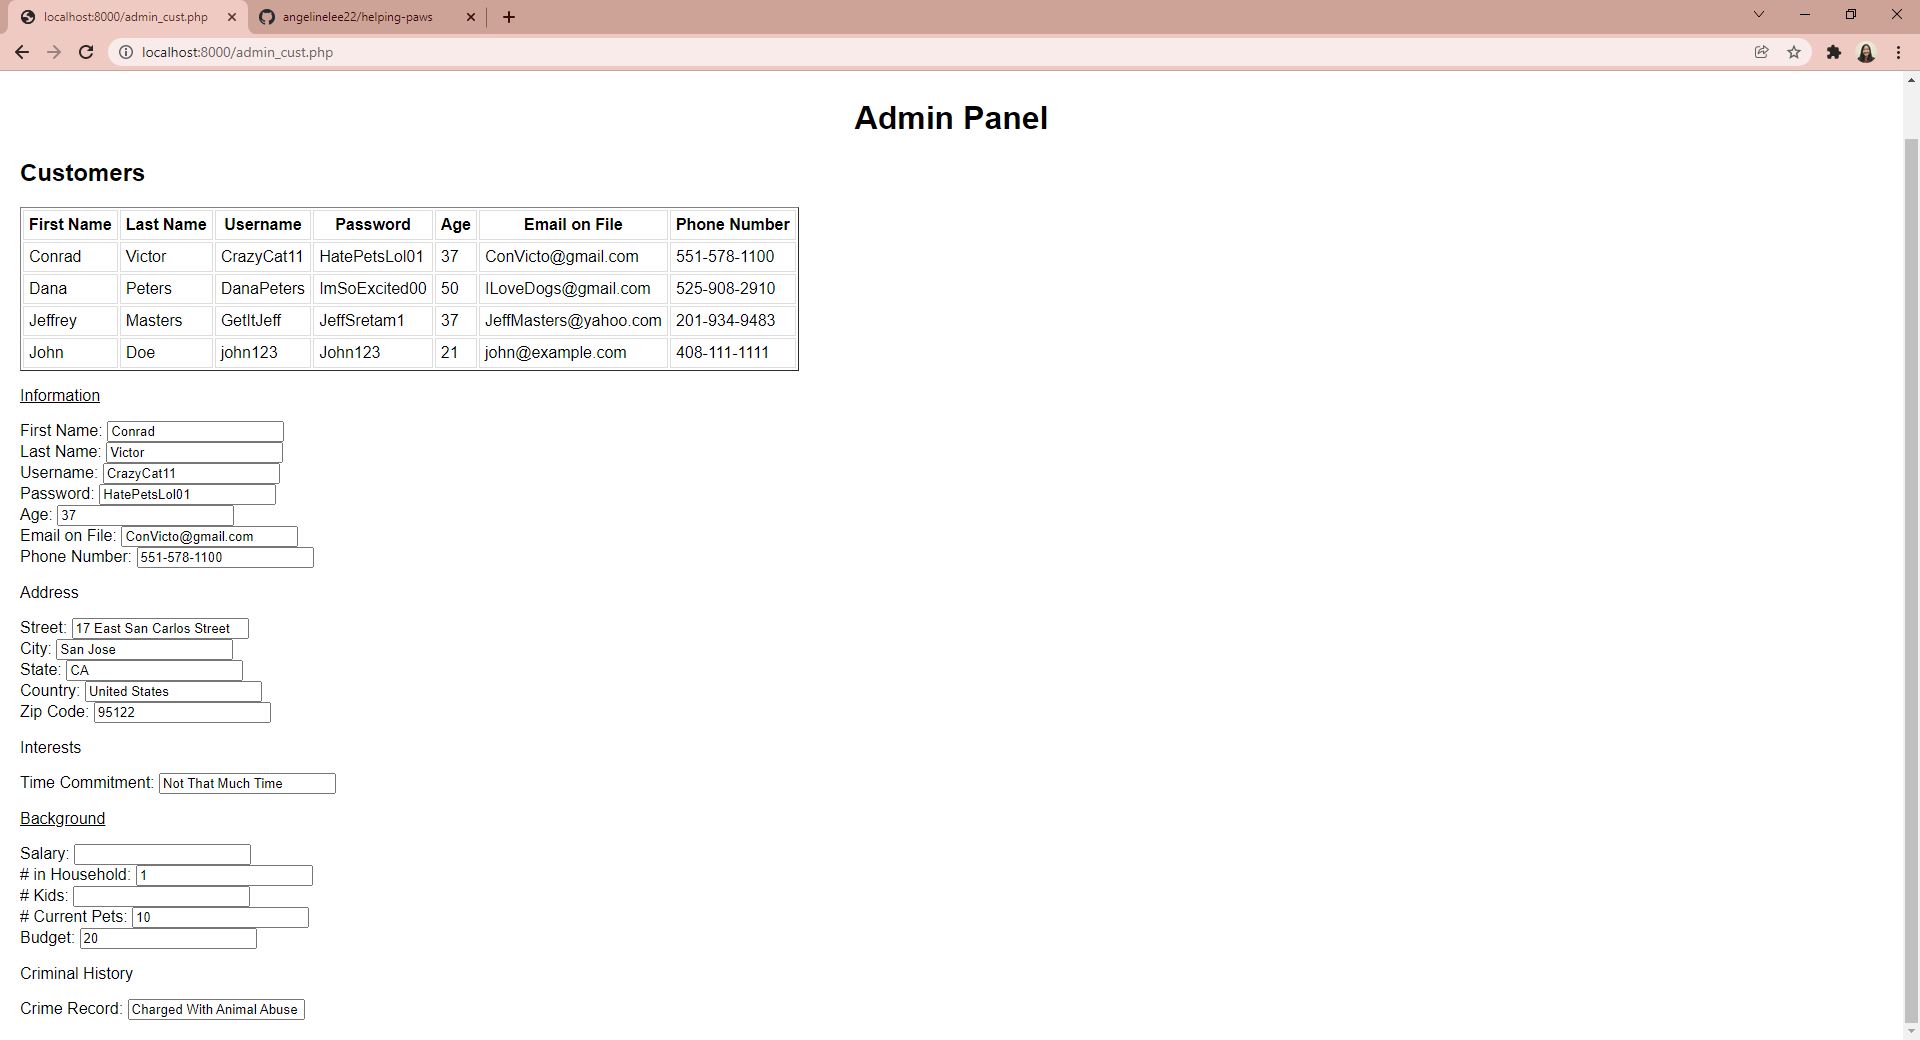 localhost:8000/admin_cust.php
angelinelee22/helping-paws
localhost:8000/admin_cust.php
Admin Panel
Customers
First Name Last Name Username Password Age Email on File Phone Number
Conrad Victor CrazyCat11 HatePetsLol01 37 ConVicto@gmail.com 551-578-1100
Dana Peters DanaPeters ImSoExcited00 50 ILoveDogs@gmail.com 525-908-2910
Jeffrey Masters GetItJeff JeffSretam1 37 JeffMasters@yahoo.com 201-934-9483
John Doe john123 John123 21 john@example.com 408-111-1111
Information
First Name: Conrad
Last Name: Victor
Username: CrazyCat11
Password: HatePetsLol01
Age: 37
Email on File: ConVicto@gmail.com
Phone Number: 551-578-1100
Address
Street: 17 East San Carlos Street
City: San Jose
State: CA
Country: United States
Zip Code: 95122
Interests
Time Commitment: Not That Much Time
Background
Salary:
# in Household: 1
# Kids:
# Current Pets: 10
Budget: 20
Criminal History
Crime Record: Charged With Animal Abuse